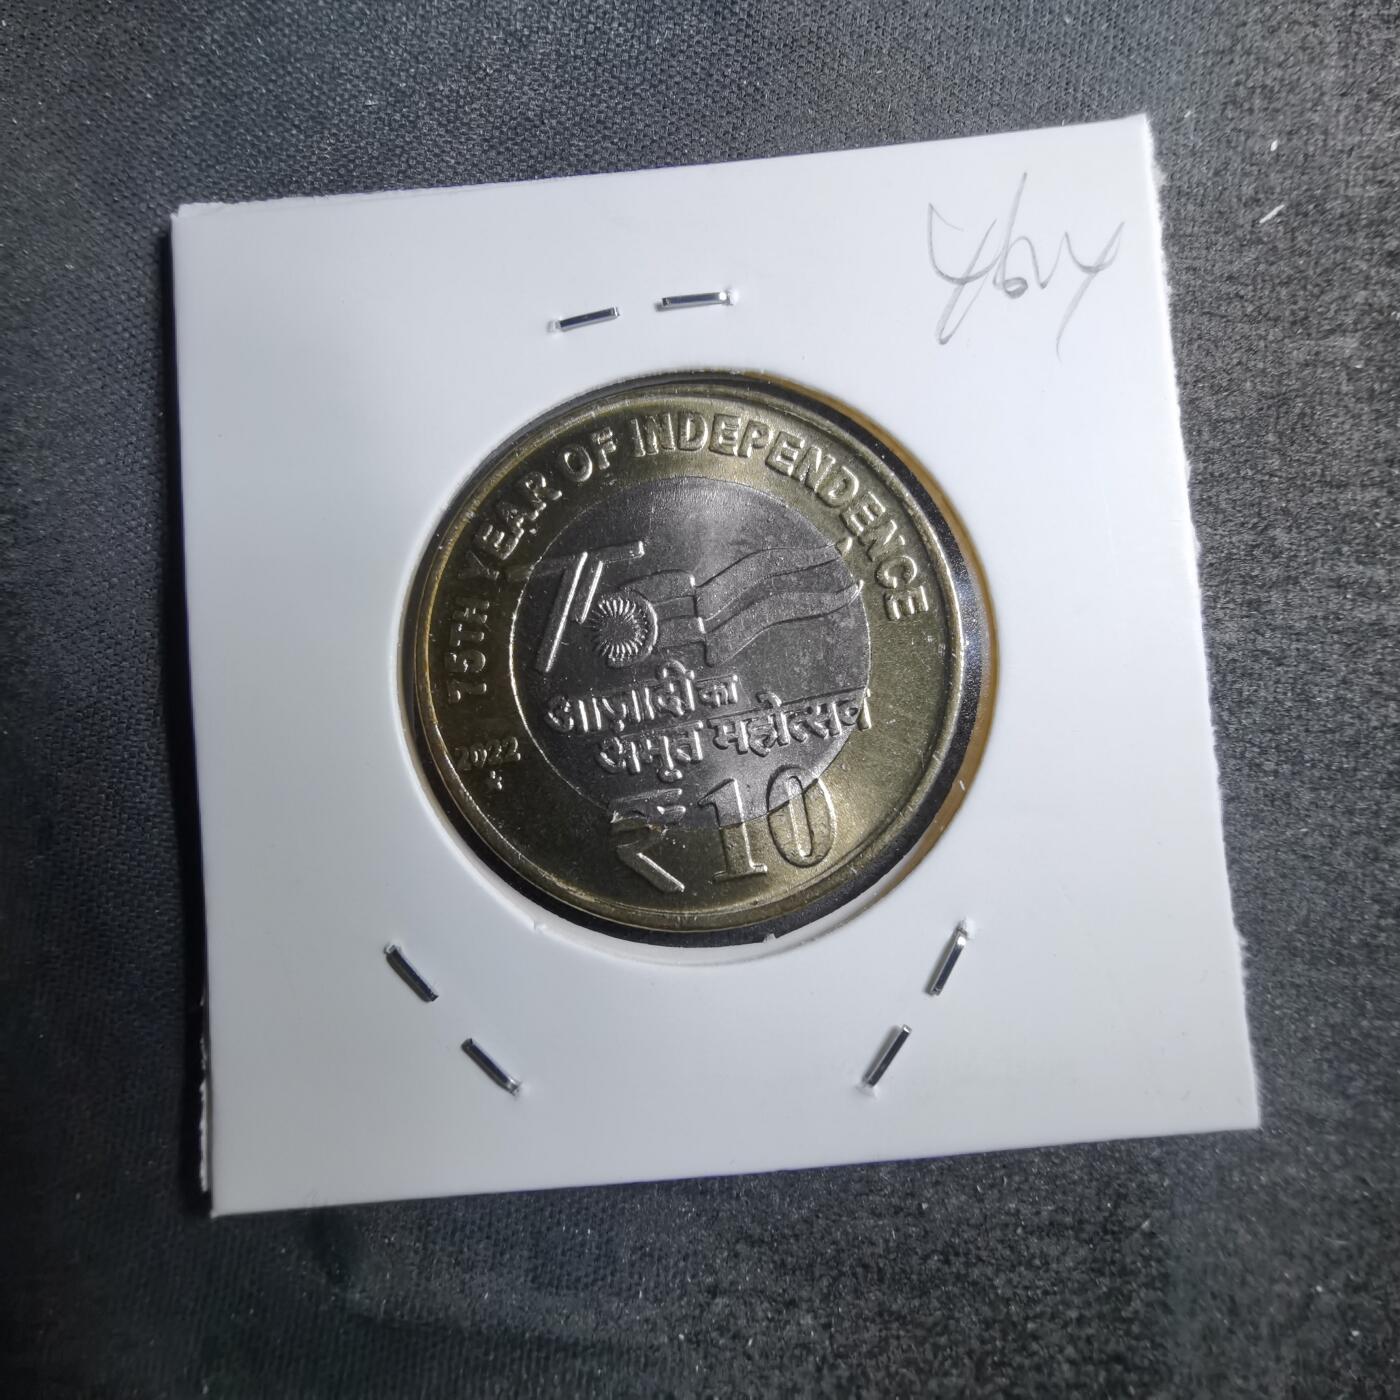 75TH YEAR OF INDEPENDENCE
75
आज़ादी का
अमृत महोत्सव
2022
₹10